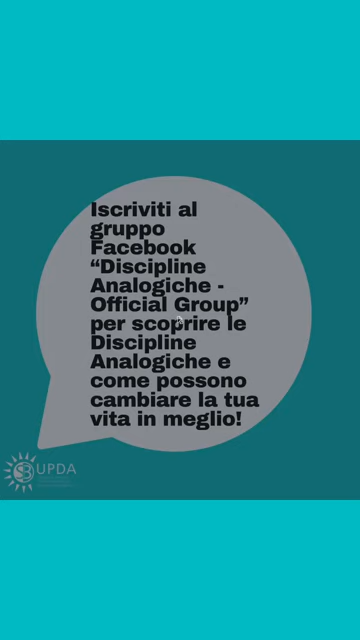 Iscriviti al
gruppo
Facebook
“Discipline
Analogiche -
Official Group”
per scoprire le
Discipline
Analogiche e
come possono
cambiare la tua
vita in meglio!
UPDA